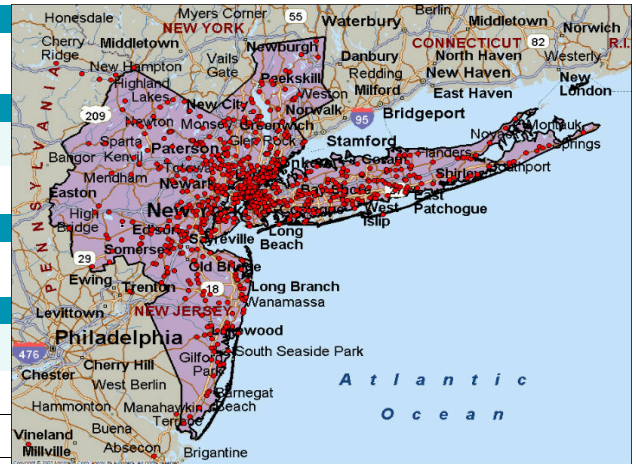 Honesdale
Myers Corner
55
Waterbury
Berlin
Middletown
Norwich
NEW YORK
Cherry
Ridge
Middletown
Newburgh
Danbury
CONNECTICUT
82
R.I.
New Hampton
Vails
Gate
Peekskill
Redding
North Haven
Westerly
Highland
Lakes
Weston
Milford
New Haven
New
London
New City
Norwalk
East Haven
209
Newton
Monsey
Greenwich
95
Bridgeport
Sparta
Glen Rock
Stamford
Montauk
Bangor
Paterson
Flanders
Springs
PENNSYLVANIA
Mendham
Totowa
Shirley
Southport
Easton
Newark
Bay Shore
High
Bridge
New York
West
Islip
East
Patchogue
Edison
Sayreville
Long
Beach
Somerset
29
Old Bridge
Ewing
Trenton
18
Long Branch
Wanamassa
Levittown
NEW JERSEY
Philadelphia
Lakewood
476
South Seaside Park
Chester
Cherry Hill
Gilford
Park
West Berlin
Barnegat
Beach
Atlantic
Ocean
Hammonton
Manahawkin
Terrace
Vineland
Buena
Millville
Absecon
Brigantine